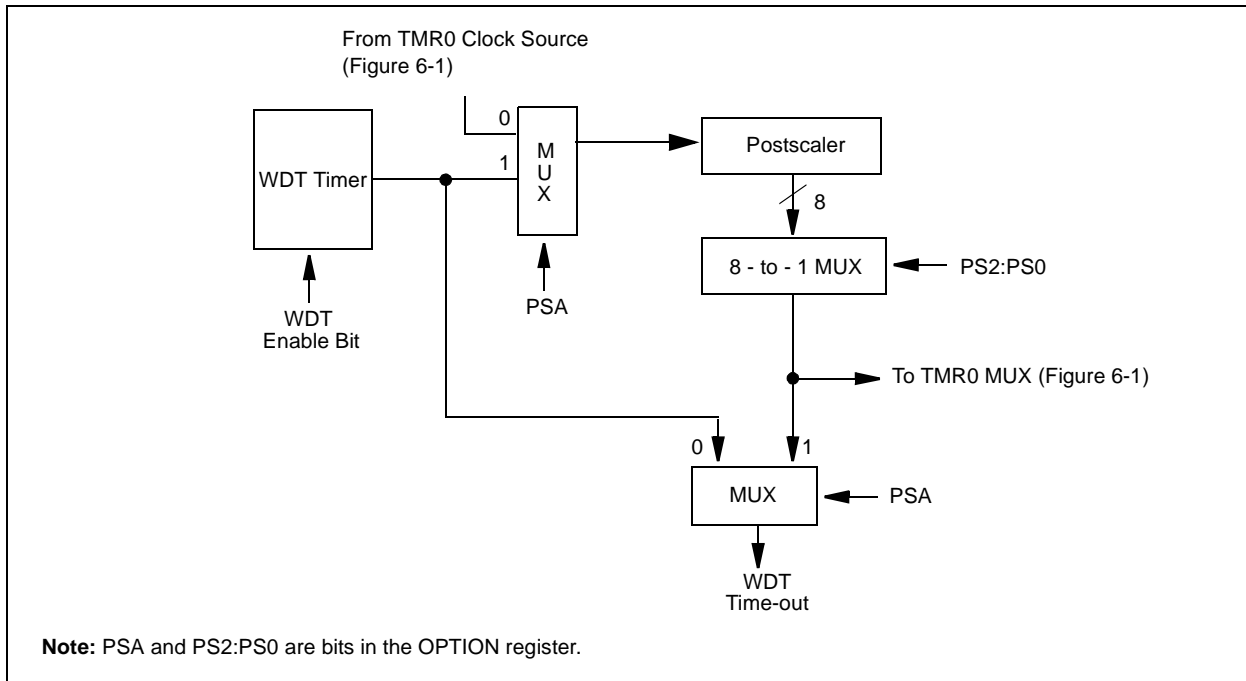 From TMR0 Clock Source
(Figure 6-1)
0
1
M
U
X
WDT Timer
Postscaler
8
8 - to - 1 MUX
PS2:PS0
PSA
WDT
Enable Bit
To TMR0 MUX (Figure 6-1)
0
1
MUX
PSA
WDT
Time-out
Note: PSA and PS2:PS0 are bits in the OPTION register.